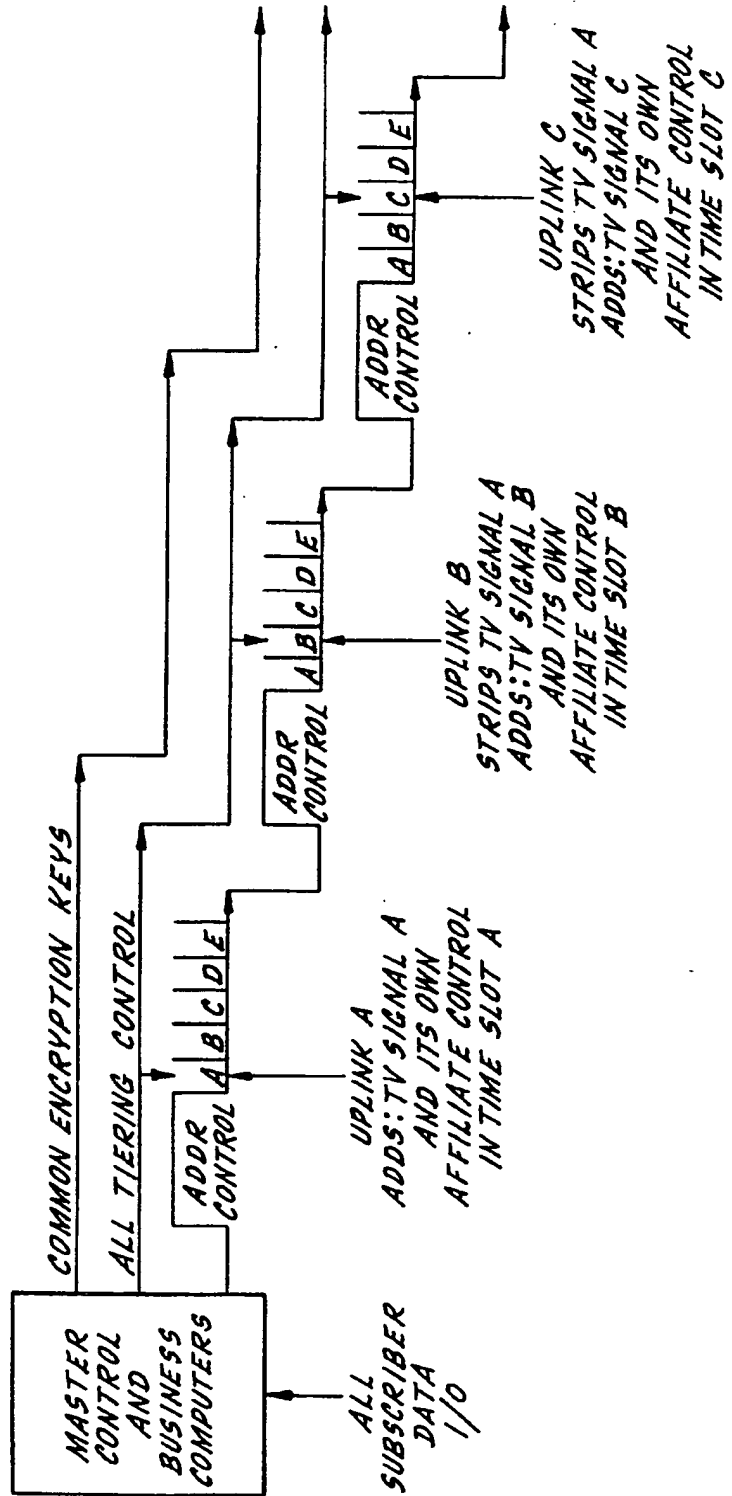 MASTER
CONTROL
AND
BUSINESS
COMPUTERS
ALL
SUBSCRIBER
DATA
I/O
COMMON ENCRYPTION KEYS
ALL TIERING CONTROL
ADDR
CONTROL
A B C D E
UPLINK A
ADDS: TV SIGNAL A
AND ITS OWN
AFFILIATE CONTROL
IN TIME SLOT A
ADDR
CONTROL
A B C D E
UPLINK B
STRIPS TV SIGNAL A
ADDS: TV SIGNAL B
AND ITS OWN
AFFILIATE CONTROL
IN TIME SLOT B
ADDR
CONTROL
A B C D E
UPLINK C
STRIPS TV SIGNAL A
ADDS: TV SIGNAL C
AND ITS OWN
AFFILIATE CONTROL
IN TIME SLOT C